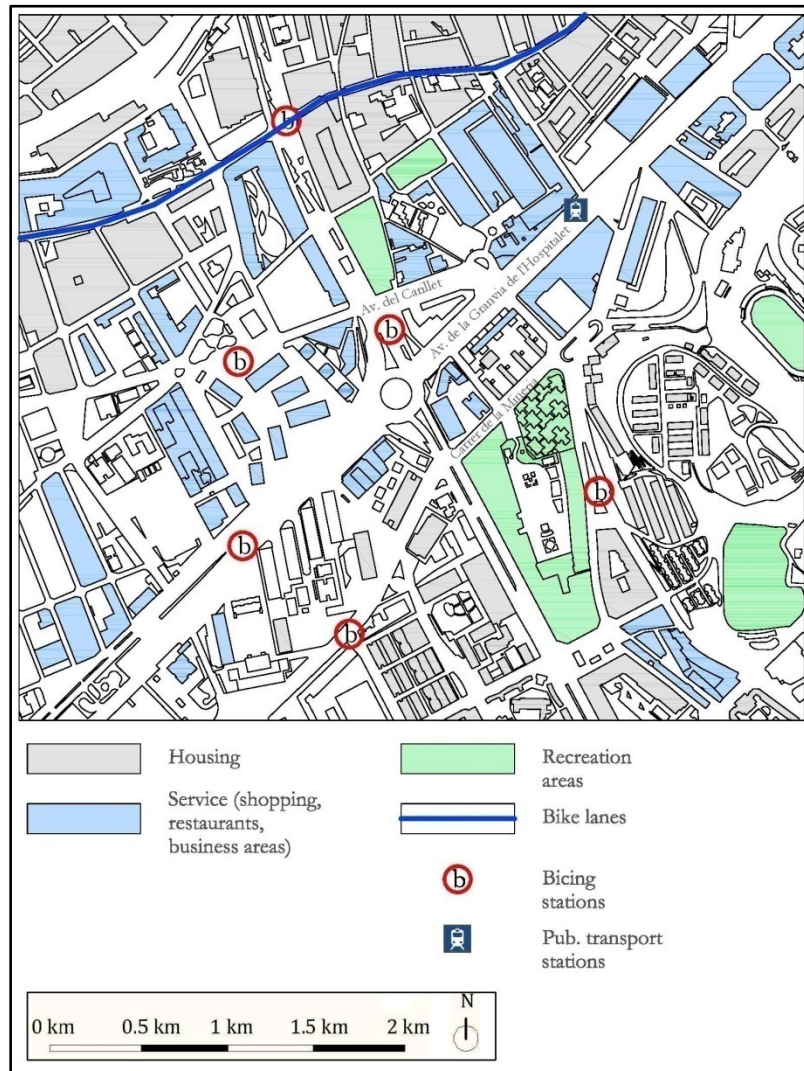 b
Av. del Carillet
Av. de la Granvia de l'Hospitalet
b
b
Carrer de la Mineria
b
b
b
Housing
Recreation
areas
Service (shopping,
restaurants,
business areas)
Bike lanes
b
Bicing
stations
Pub. transport
stations
N
0 km 0.5 km 1 km 1.5 km 2 km